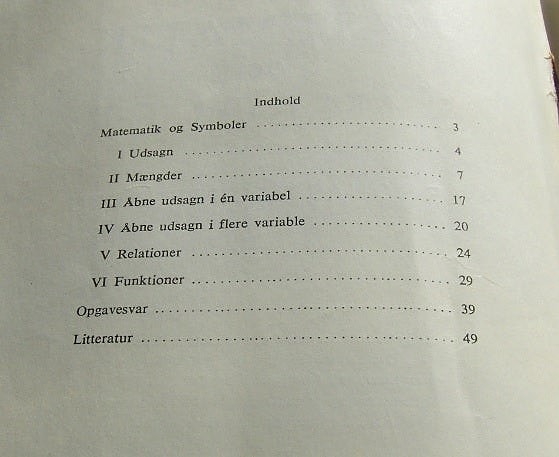 Indhold
Matematik og Symboler .......................... 3
I Udsagn .......................... 4
II Mængder .......................... 7
III Åbne udsagn i én variabel .......................... 17
IV Åbne udsagn i flere variable .......................... 20
V Relationer .......................... 24
VI Funktioner .......................... 29
Opgavesvar .......................... 39
Litteratur .......................... 49